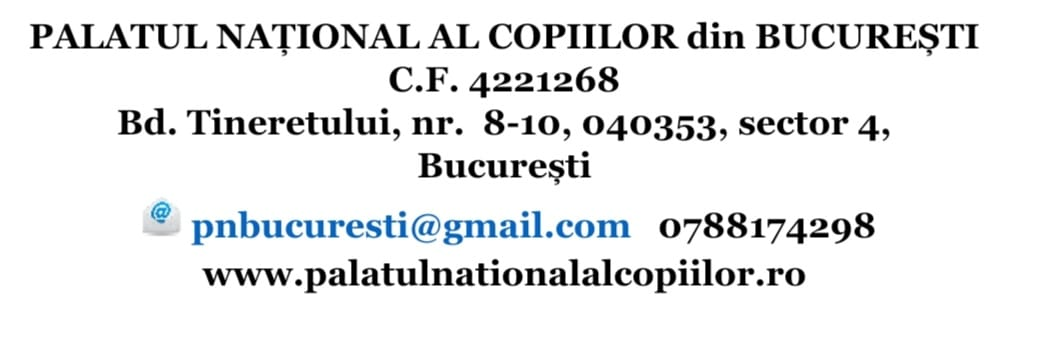 PALATUL NAȚIONAL AL COPIILOR din BUCUREȘTI
C.F. 4221268
Bd. Tineretului, nr. 8-10, 040353, sector 4,
București
@ pnbucuresti@gmail.com 0788174298
www.palatulnationalalcopiilor.ro